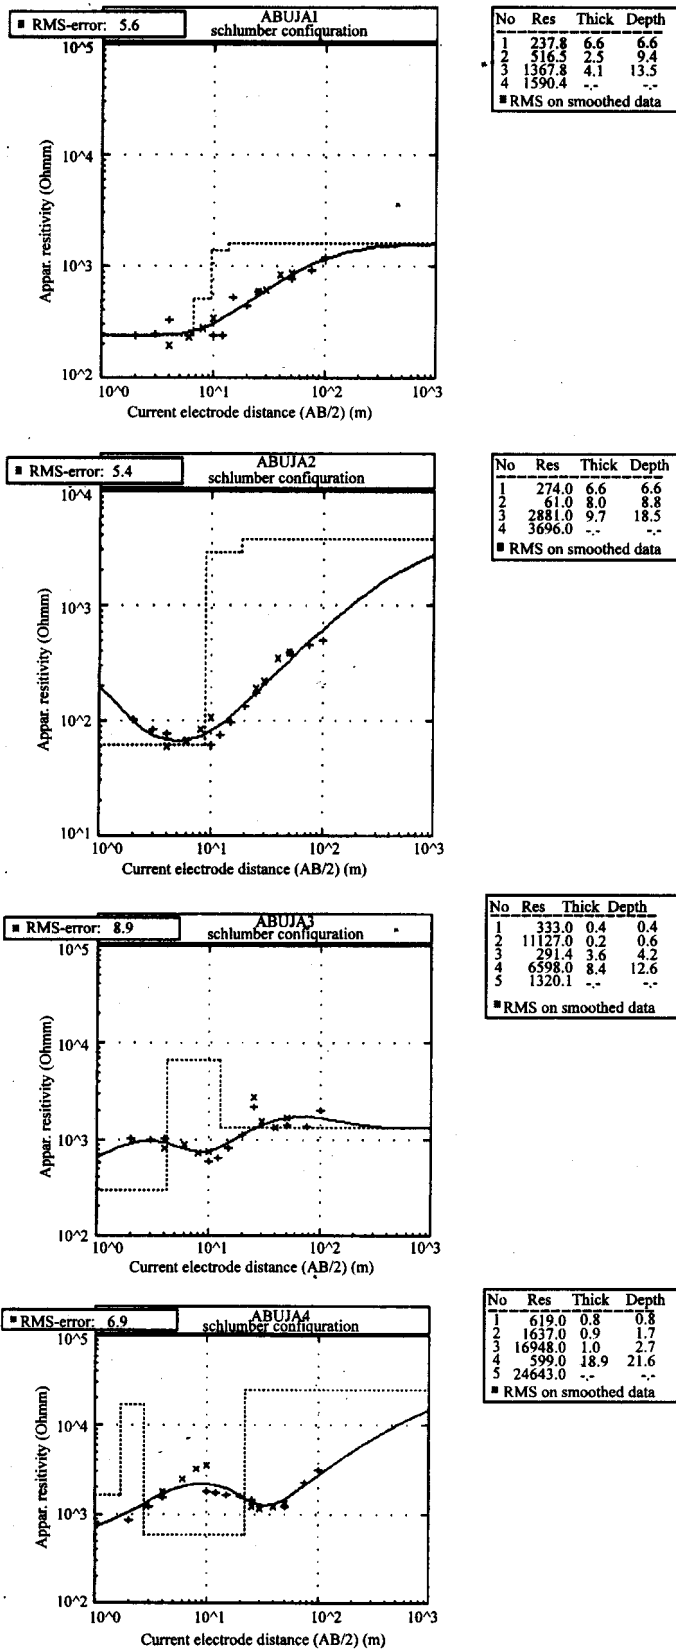 RMS-error: 5.6
ABUJA1
schlumber confiquration
Appar. resitivity (Ohmm)
10^5
10^4
10^3
10^2
10^0 10^1 10^2 10^3
Current electrode distance (AB/2) (m)
No Res Thick Depth
1 237.8 6.6 6.6
2 516.5 2.5 9.4
3 1367.8 4.1 13.5
4 1590.4 -.- -.-
RMS on smoothed data
RMS-error: 5.4
ABUJA2
schlumber confiquration
Appar. resitivity (Ohmm)
10^4
10^3
10^2
10^1
10^0 10^1 10^2 10^3
Current electrode distance (AB/2) (m)
No Res Thick Depth
1 274.0 6.6 6.6
2 61.0 8.0 8.8
3 2881.0 9.7 18.5
4 3696.0 -.- -.-
RMS on smoothed data
RMS-error: 8.9
ABUJA3
schlumber confiquration
Appar. resitivity (Ohmm)
10^5
10^4
10^3
10^2
10^0 10^1 10^2 10^3
Current electrode distance (AB/2) (m)
No Res Thick Depth
1 333.0 0.4 0.4
2 11127.0 0.2 0.6
3 291.4 3.6 4.2
4 6598.0 8.4 12.6
5 1320.1 -.- -.-
RMS on smoothed data
RMS-error: 6.9
ABUJA4
schlumber confiquration
Appar. resitivity (Ohmm)
10^5
10^4
10^3
10^2
10^0 10^1 10^2 10^3
Current electrode distance (AB/2) (m)
No Res Thick Depth
1 619.0 0.8 0.8
2 1637.0 0.9 1.7
3 16948.0 1.0 2.7
4 599.0 18.9 21.6
5 24643.0 -.- -.-
RMS on smoothed data